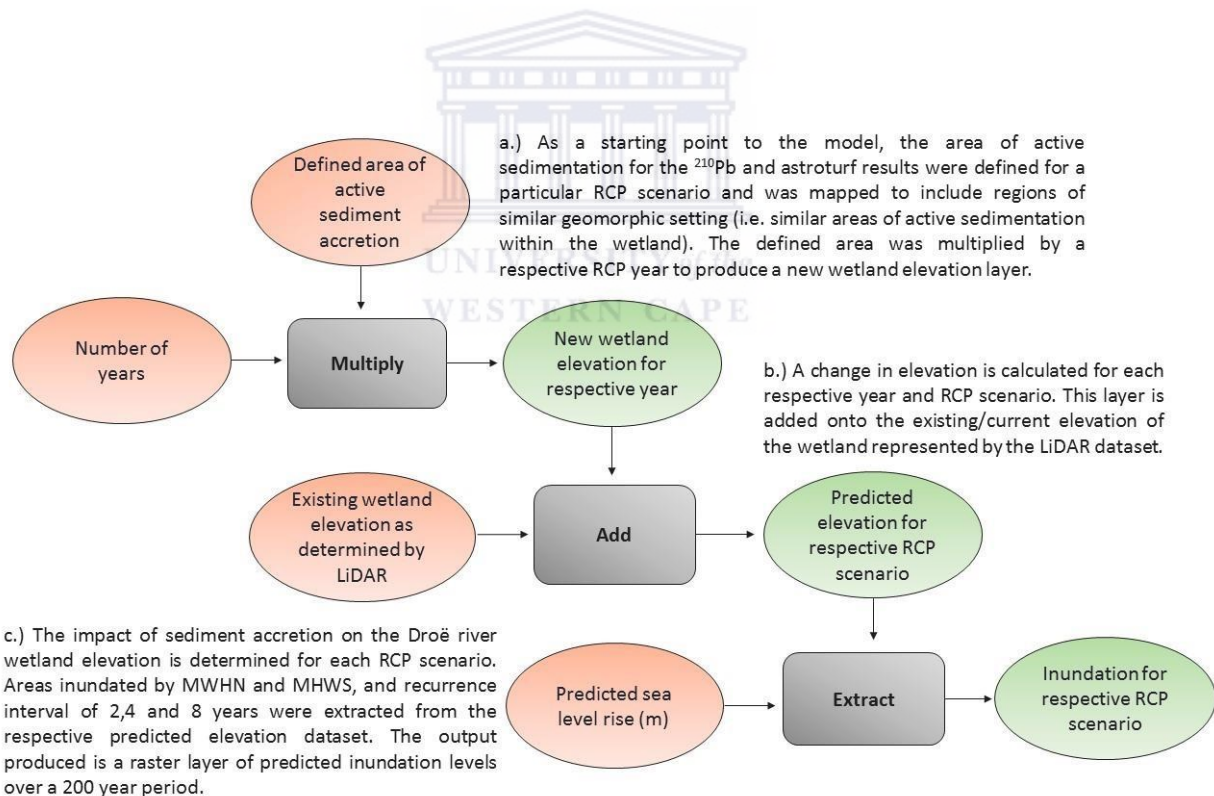 Defined area of
active
sediment
accretion
a.) As a starting point to the model, the area of active
sedimentation for the ²¹⁰Pb and astroturf results were defined for a
particular RCP scenario and was mapped to include regions of
similar geomorphic setting (i.e. similar areas of active sedimentation
within the wetland). The defined area was multiplied by a
respective RCP year to produce a new wetland elevation layer.
UNIVERSITY of the
WESTERN CAPE
Number of
years
Multiply
New wetland
elevation for
respective year
b.) A change in elevation is calculated for each
respective year and RCP scenario. This layer is
added onto the existing/current elevation of
the wetland represented by the LiDAR dataset.
Existing wetland
elevation as
determined by
LiDAR
Add
Predicted
elevation for
respective RCP
scenario
c.) The impact of sediment accretion on the Droë river
wetland elevation is determined for each RCP scenario.
Areas inundated by MWHN and MHWS, and recurrence
interval of 2,4 and 8 years were extracted from the
respective predicted elevation dataset. The output
produced is a raster layer of predicted inundation levels
over a 200 year period.
Predicted sea
level rise (m)
Extract
Inundation for
respective RCP
scenario